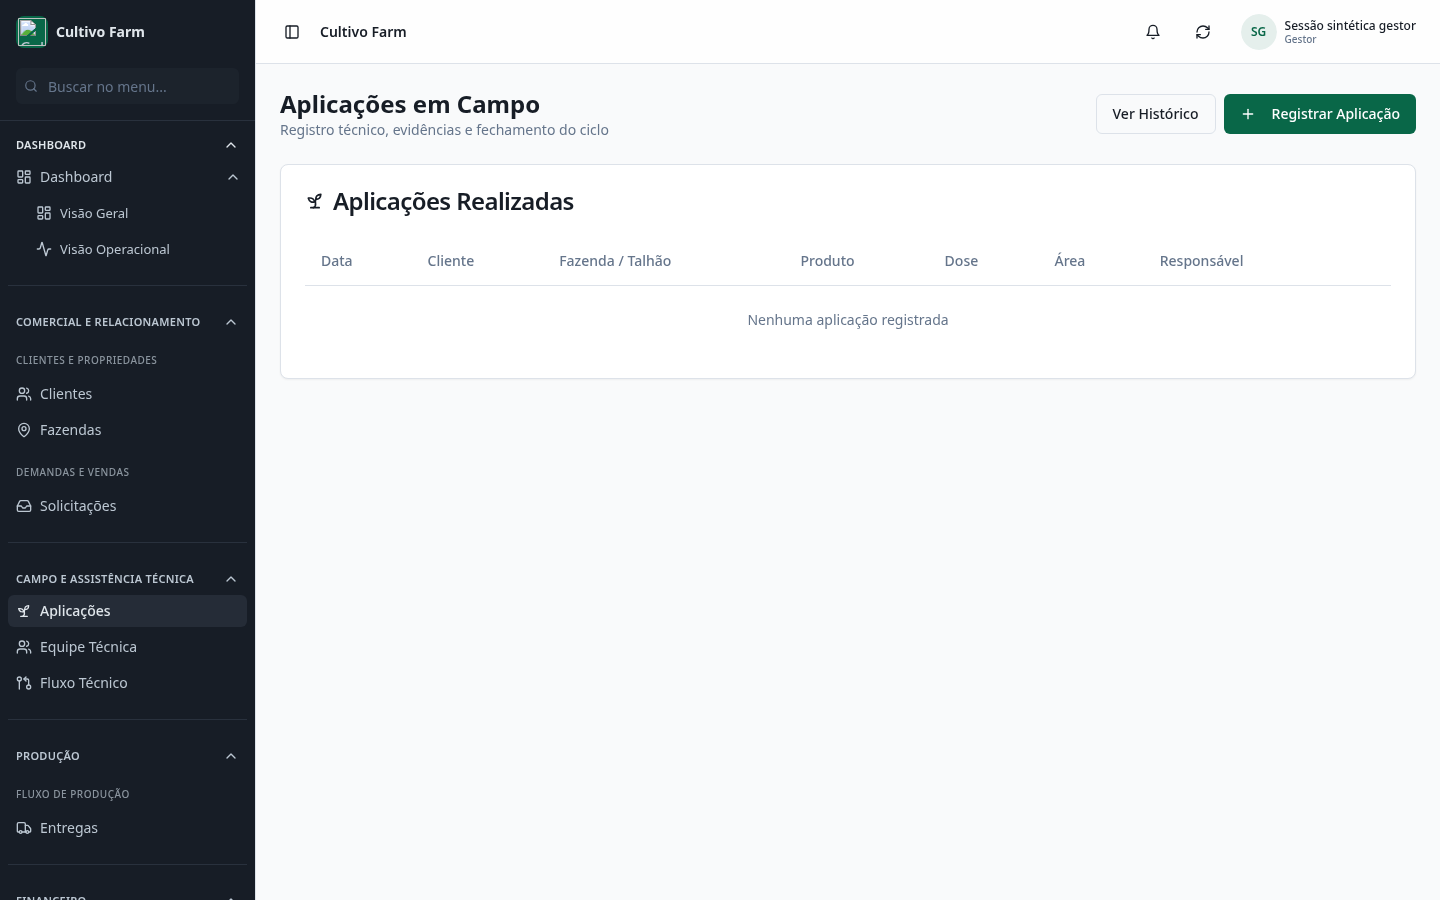 Cultivo Farm
Buscar no menu...
DASHBOARD
Dashboard
Visão Geral
Visão Operacional
COMERCIAL E RELACIONAMENTO
CLIENTES E PROPRIEDADES
Clientes
Fazendas
DEMANDAS E VENDAS
Solicitações
CAMPO E ASSISTÊNCIA TÉCNICA
Aplicações
Equipe Técnica
Fluxo Técnico
PRODUÇÃO
FLUXO DE PRODUÇÃO
Entregas
FINANCEIRO
Cultivo Farm
SG
Sessão sintética gestor
Gestor
Aplicações em Campo
Registro técnico, evidências e fechamento do ciclo
Ver Histórico
Registrar Aplicação
Aplicações Realizadas
Data Cliente Fazenda / Talhão Produto Dose Área Responsável
Nenhuma aplicação registrada